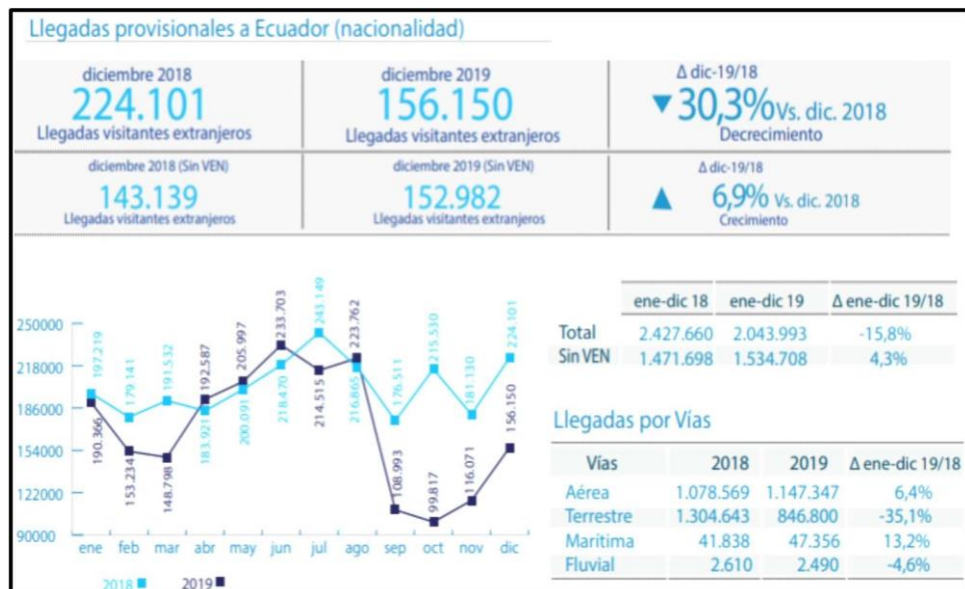 Llegadas provisionales a Ecuador (nacionalidad)
diciembre 2018
224.101
Llegadas visitantes extranjeros
diciembre 2019
156.150
Llegadas visitantes extranjeros
Δ dic-19/18
▼30,3% Vs. dic. 2018
Decrecimiento
diciembre 2018 (Sin VEN)
143.139
Llegadas visitantes extranjeros
diciembre 2019 (Sin VEN)
152.982
Llegadas visitantes extranjeros
Δ dic-19/18
▲ 6,9% Vs. dic. 2018
Crecimiento
250000
218000
186000
154000
122000
90000
197.219
179.141
191.532
183.921
200.091
218.470
243.149
216.865
176.511
215.530
181.130
224.101
190.366
153.234
148.798
192.587
205.997
233.703
214.515
223.762
108.993
99.817
116.071
156.150
ene feb mar abr may jun jul ago sep oct nov dic
2018 2019
ene-dic 18 ene-dic 19 Δ ene-dic 19/18
Total 2.427.660 2.043.993 -15,8%
Sin VEN 1.471.698 1.534.708 4,3%
Llegadas por Vías
Vías 2018 2019 Δ ene-dic 19/18
Aérea 1.078.569 1.147.347 6,4%
Terrestre 1.304.643 846.800 -35,1%
Marítima 41.838 47.356 13,2%
Fluvial 2.610 2.490 -4,6%